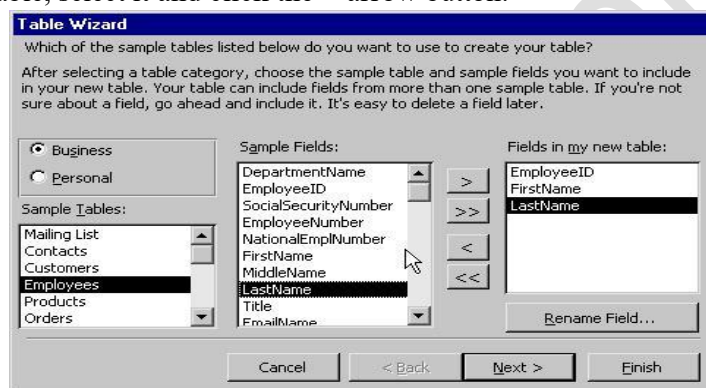 Table Wizard
Which of the sample tables listed below do you want to use to create your table?
After selecting a table category, choose the sample table and sample fields you want to include
in your new table. Your table can include fields from more than one sample table. If you're not
sure about a field, go ahead and include it. It's easy to delete a field later.
Business
Personal
Sample Tables:
Mailing List
Contacts
Customers
Employees
Products
Orders
Sample Fields:
DepartmentName
EmployeeID
SocialSecurityNumber
EmployeeNumber
NationalEmplNumber
FirstName
MiddleName
LastName
Title
EmailName
>
>>
<
<<
Fields in my new table:
EmployeeID
FirstName
LastName
Rename Field...
Cancel
< Back
Next >
Finish